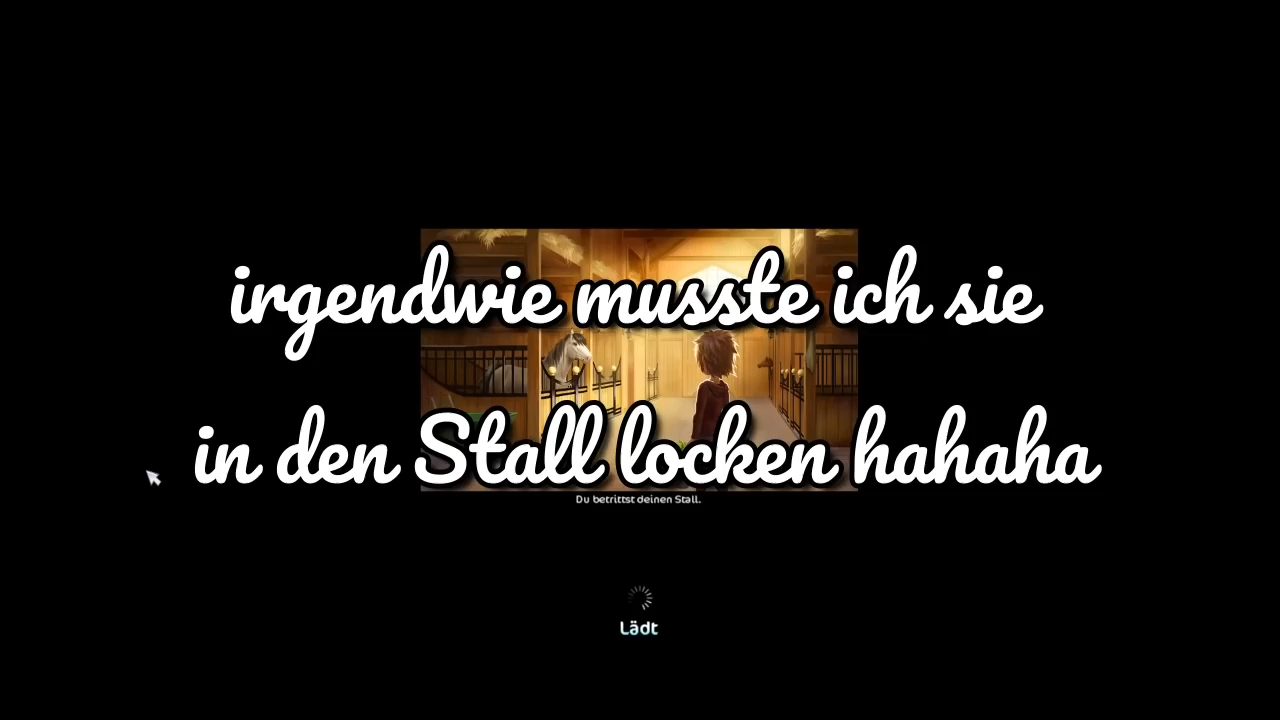 irgendwie musste ich sie
in den Stall locken hahaha
Du betrittst deinen Stall.
Lädt